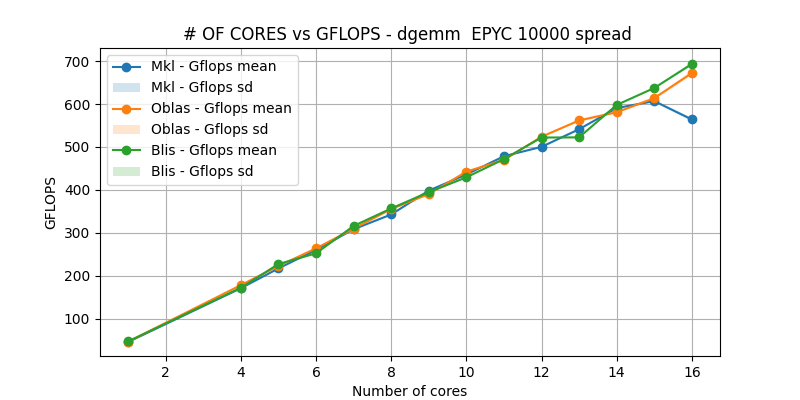 # OF CORES vs GFLOPS - dgemm  EPYC 10000 spread
Mkl - Gflops mean
Mkl - Gflops sd
Oblas - Gflops mean
Oblas - Gflops sd
Blis - Gflops mean
Blis - Gflops sd
GFLOPS
700
600
500
400
300
200
100
2 4 6 8 10 12 14 16
Number of cores